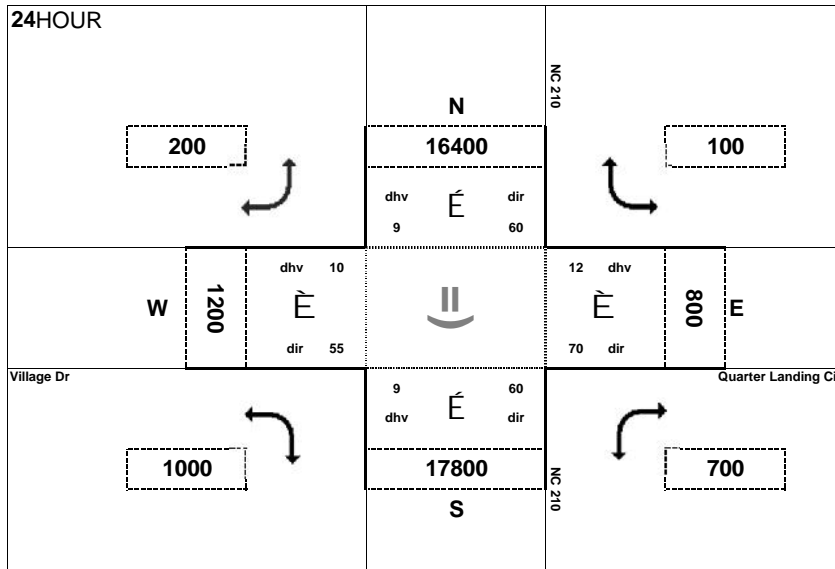 24HOUR
NC 210
N
200 16400 100
dhv É dir
9 60
dhv 10 12 dhv
W 1200 È È 800 E
dir 55 70 dir
Village Dr Quarter Landing Ci
9 É 60
dhv dir
1000 17800 700
NC 210
S